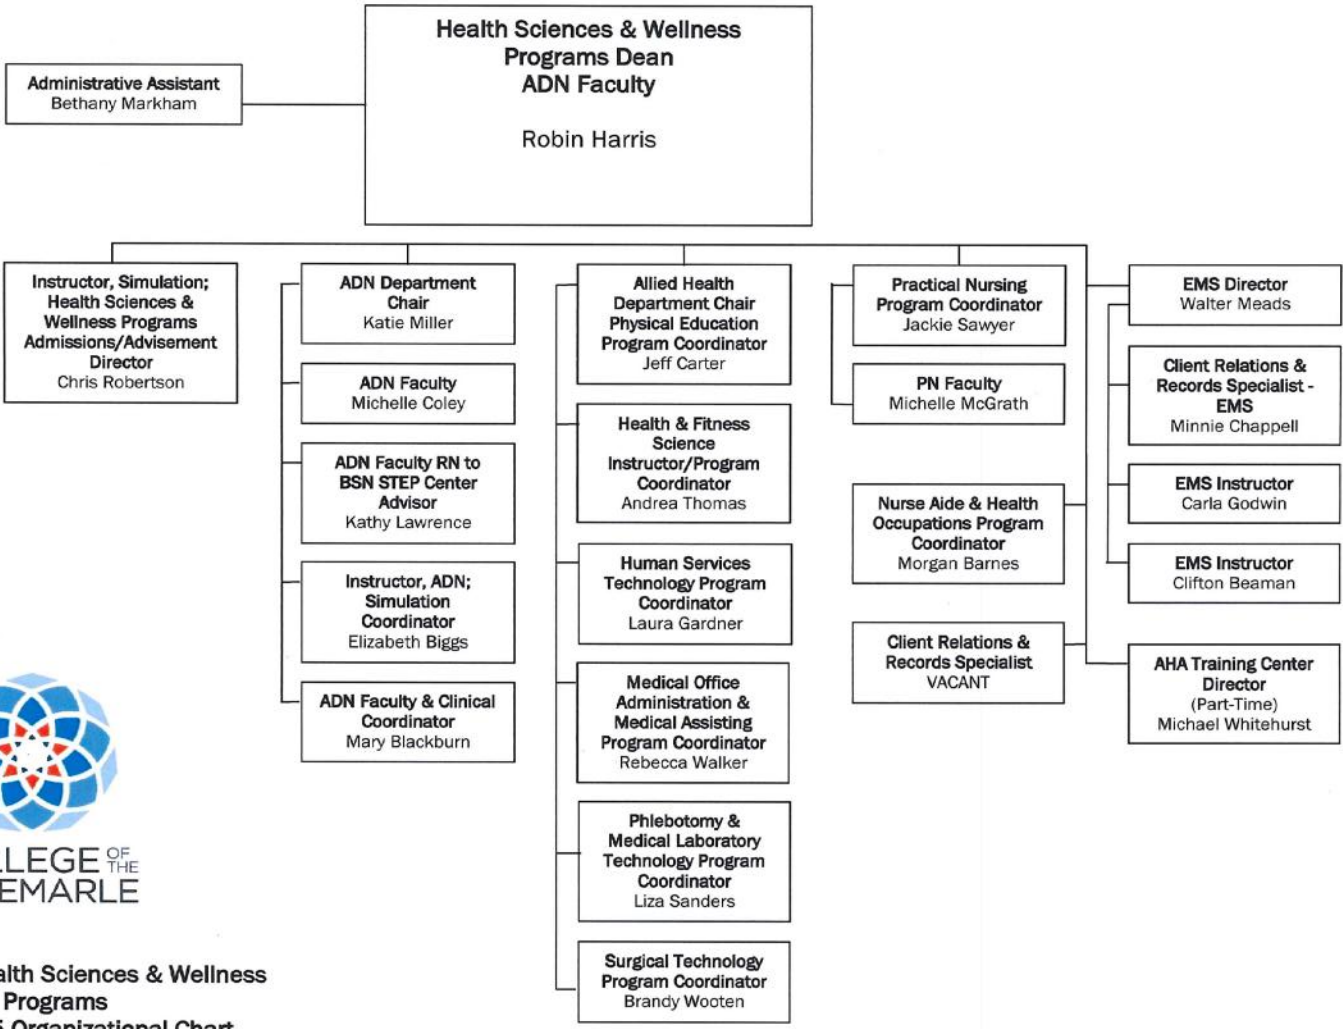 Health Sciences & Wellness
Programs Dean
ADN Faculty
Robin Harris
Administrative Assistant
Bethany Markham
Instructor, Simulation;
Health Sciences &
Wellness Programs
Admissions/Advisement
Director
Chris Robertson
ADN Department
Chair
Katie Miller
ADN Faculty
Michelle Coley
ADN Faculty RN to
BSN STEP Center
Advisor
Kathy Lawrence
Instructor, ADN;
Simulation
Coordinator
Elizabeth Biggs
ADN Faculty & Clinical
Coordinator
Mary Blackburn
Allied Health
Department Chair
Physical Education
Program Coordinator
Jeff Carter
Health & Fitness
Science
Instructor/Program
Coordinator
Andrea Thomas
Human Services
Technology Program
Coordinator
Laura Gardner
Medical Office
Administration &
Medical Assisting
Program Coordinator
Rebecca Walker
Phlebotomy &
Medical Laboratory
Technology Program
Coordinator
Liza Sanders
Surgical Technology
Program Coordinator
Brandy Wooten
Practical Nursing
Program Coordinator
Jackie Sawyer
PN Faculty
Michelle McGrath
Nurse Aide & Health
Occupations Program
Coordinator
Morgan Barnes
Client Relations &
Records Specialist
VACANT
EMS Director
Walter Meads
Client Relations &
Records Specialist -
EMS
Minnie Chappell
EMS Instructor
Carla Godwin
EMS Instructor
Clifton Beaman
AHA Training Center
Director
(Part-Time)
Michael Whitehurst
OF THE
Sciences & Wellness
Programs
Organizational Chart